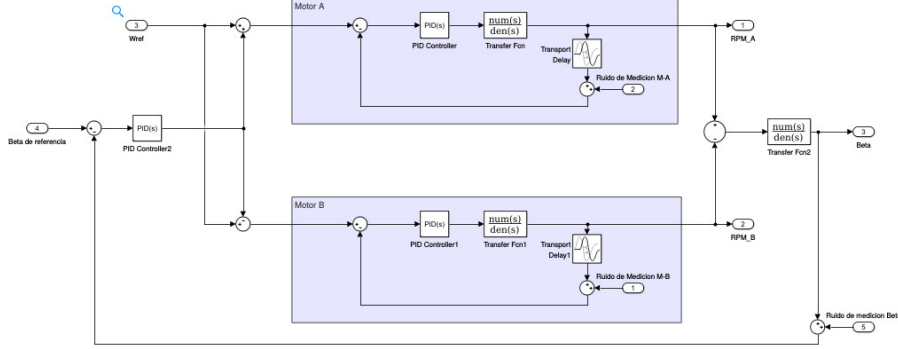 Motor A
3
Wref
PID(s)
PID Controller
num(s)
den(s)
Transfer Fcn
Transport
Delay
Ruido de Medicion M-A
2
1
RPM_A
4
Beta de referencia
PID(s)
PID Controller2
num(s)
den(s)
Transfer Fcn2
3
Beta
Motor B
PID(s)
PID Controller1
num(s)
den(s)
Transfer Fcn1
Transport
Delay1
Ruido de Medicion M-B
1
2
RPM_B
Ruido de medicion Beta
5